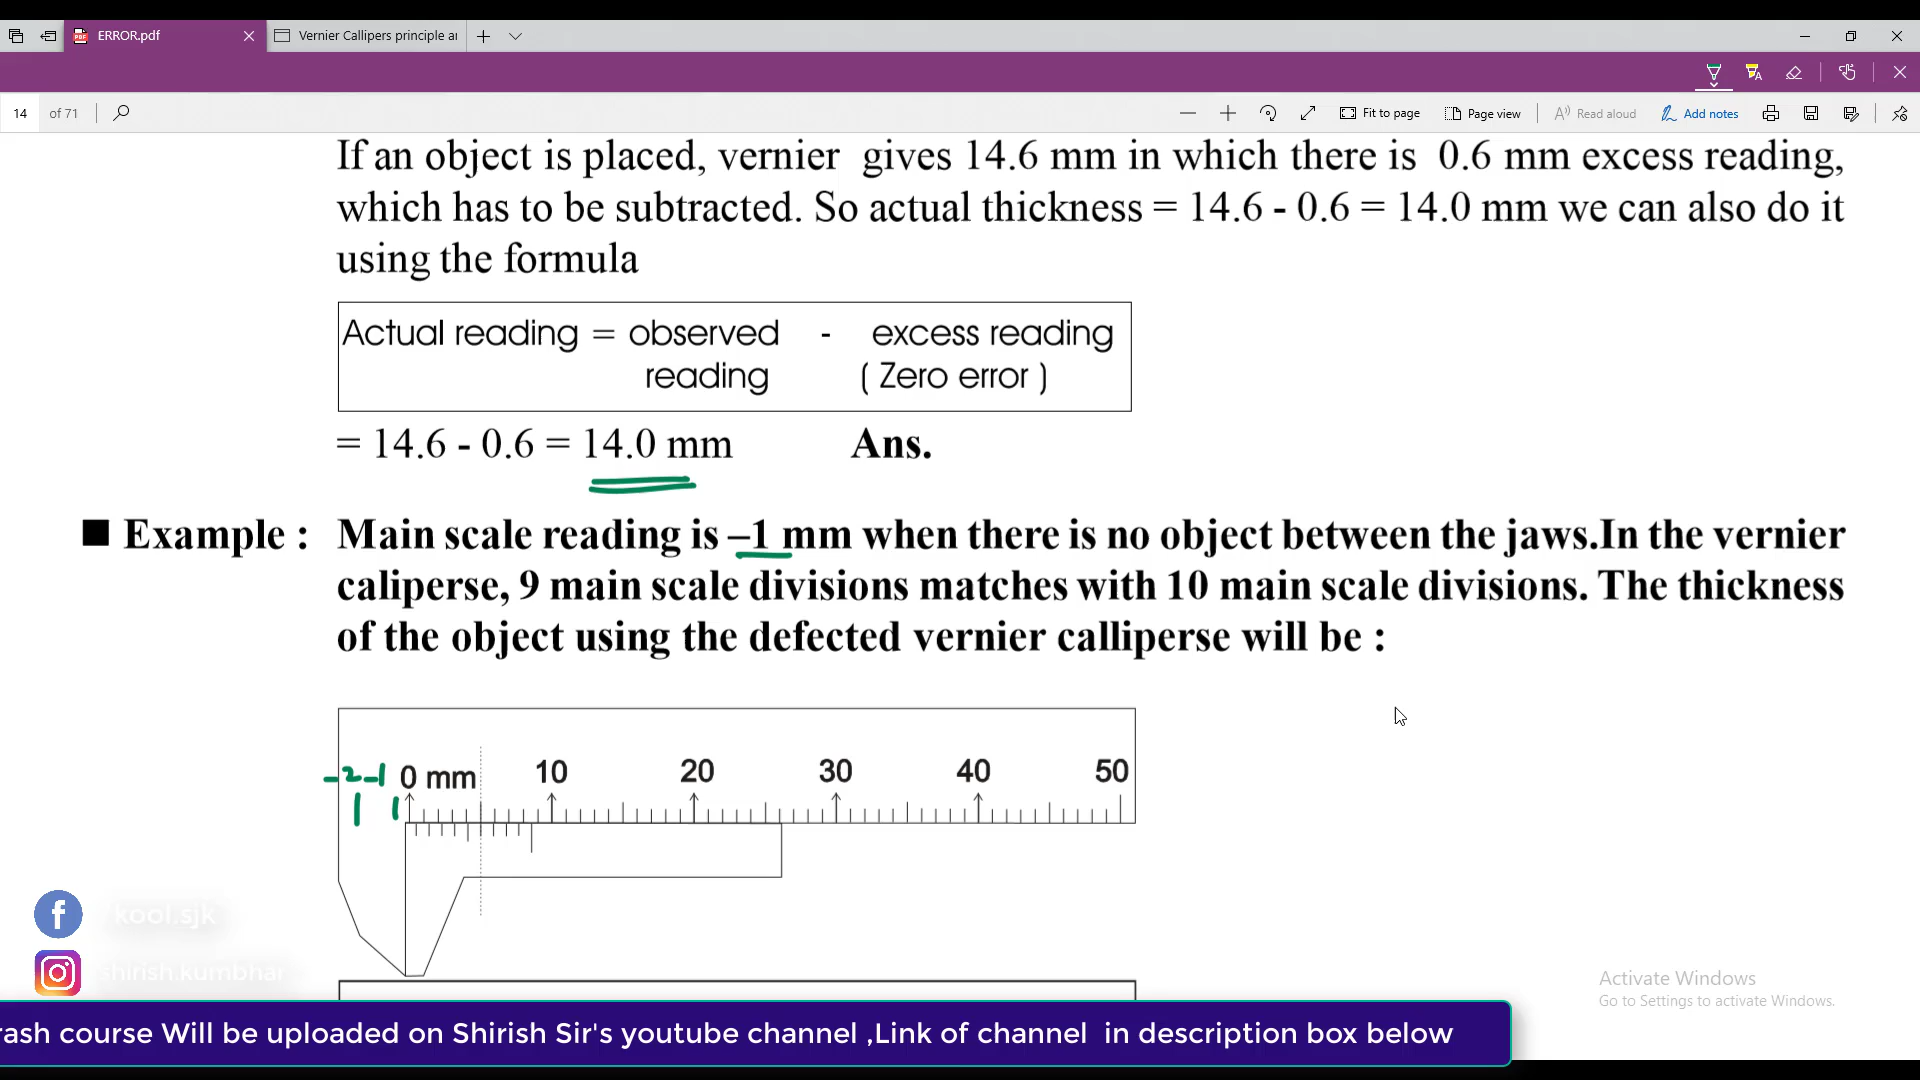 ERROR.pdf
Vernier Callipers principle ar
14 of 71
Fit to page
Page view
Read aloud
Add notes
If an object is placed, vernier gives 14.6 mm in which there is 0.6 mm excess reading,
which has to be subtracted. So actual thickness = 14.6 - 0.6 = 14.0 mm we can also do it
using the formula
Actual reading = observed - excess reading
reading ( Zero error )
= 14.6 - 0.6 = 14.0 mm Ans.
■ Example : Main scale reading is –1 mm when there is no object between the jaws.In the vernier
caliperse, 9 main scale divisions matches with 10 main scale divisions. The thickness
of the object using the defected vernier calliperse will be :
-2 -1 0 mm 10 20 30 40 50
kool.sjk
shirish.kumbhar
Activate Windows
Go to Settings to activate Windows.
rash course Will be uploaded on Shirish Sir's youtube channel ,Link of channel in description box below